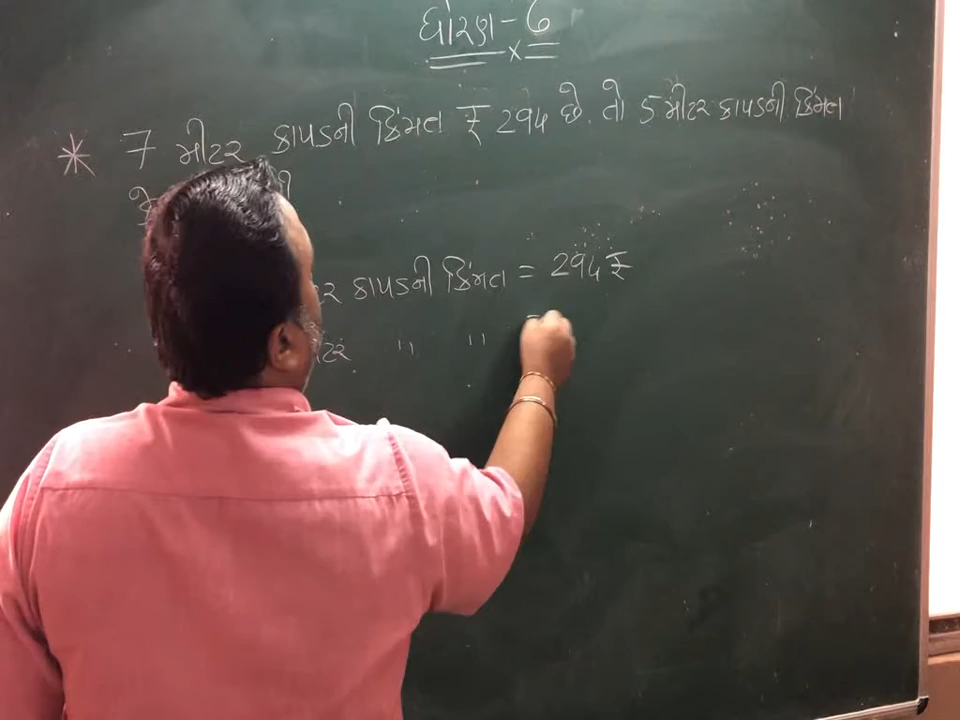 ધોરણ - 6
* 7 મીટર કાપડની કિંમત ₹ 294 છે. તો 5 મીટર કાપડની કિંમત
કાપડની કિંમત = 294 ₹
" "